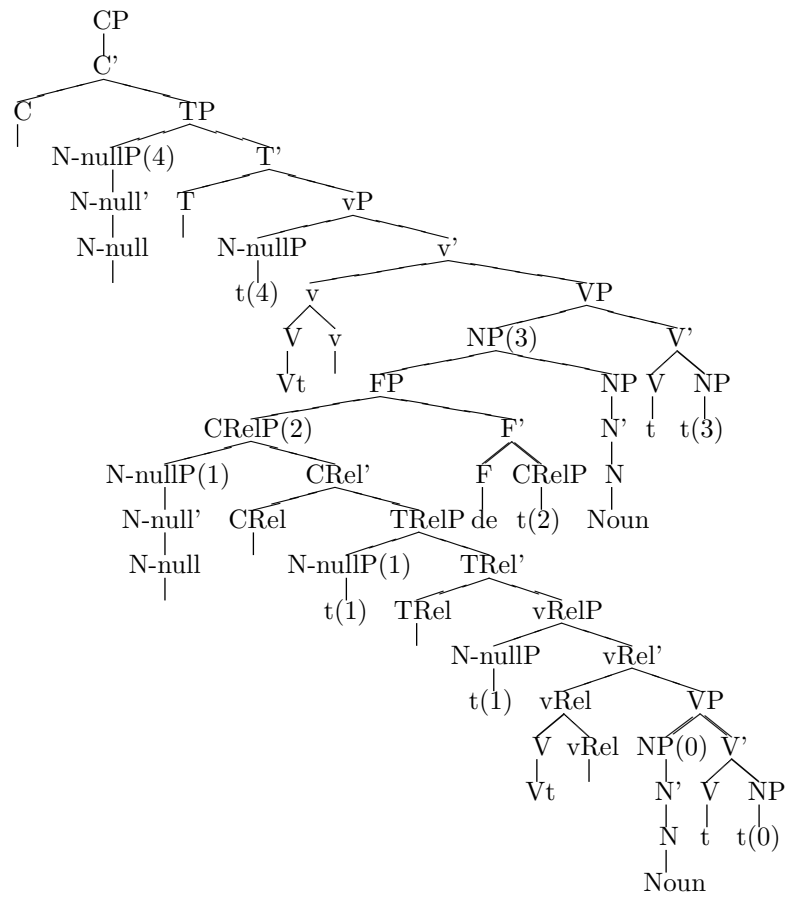 CP
C'
C TP
N-nullP(4) T'
N-null' T vP
N-null N-nullP v'
t(4) v VP
V v NP(3) V'
Vt FP NP V NP
CRelP(2) F' N' t t(3)
N-nullP(1) CRel' F CRelP N
N-null' CRel TRelP de t(2) Noun
N-null N-nullP(1) TRel'
t(1) TRel vRelP
N-nullP vRel'
t(1) vRel VP
V vRel NP(0) V'
Vt N' V NP
N t t(0)
Noun